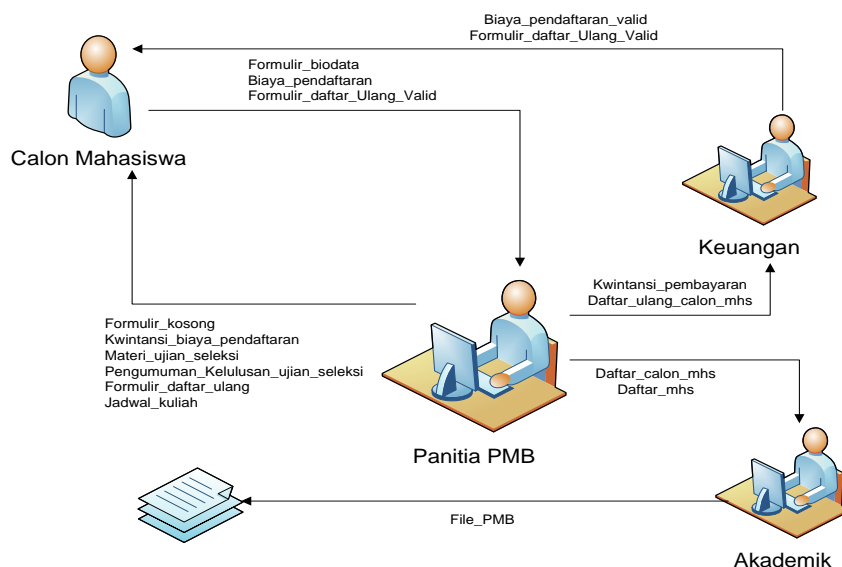 Biaya_pendaftaran_valid
Formulir_daftar_Ulang_Valid
Formulir_biodata
Biaya_pendaftaran
Formulir_daftar_Ulang_Valid
Calon Mahasiswa
Keuangan
Kwintansi_pembayaran
Daftar_ulang_calon_mhs
Formulir_kosong
Kwintansi_biaya_pendaftaran
Materi_ujian_seleksi
Pengumuman_Kelulusan_ujian_seleksi
Formulir_daftar_ulang
Jadwal_kuliah
Daftar_calon_mhs
Daftar_mhs
Panitia PMB
File_PMB
Akademik